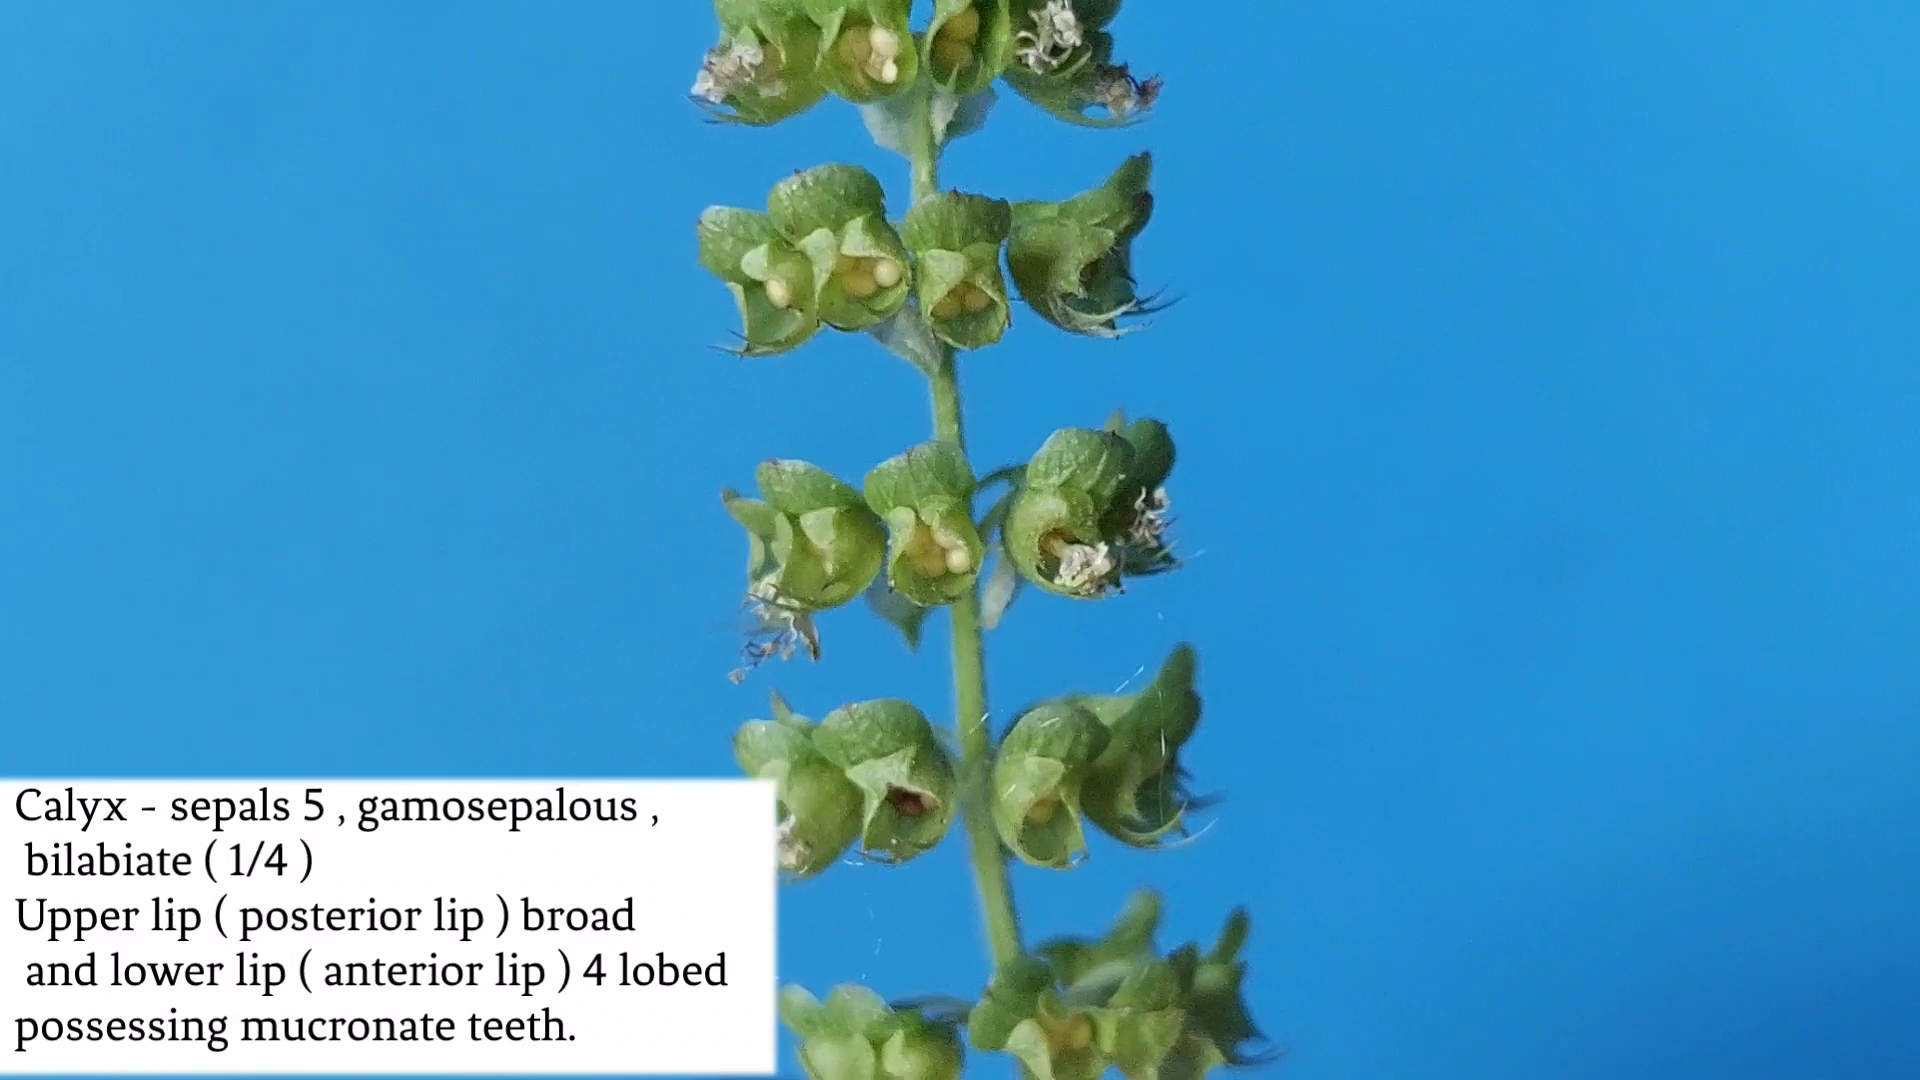 Calyx - sepals 5 , gamosepalous ,
bilabiate ( 1/4 )
Upper lip ( posterior lip ) broad
and lower lip ( anterior lip ) 4 lobed
possessing mucronate teeth.